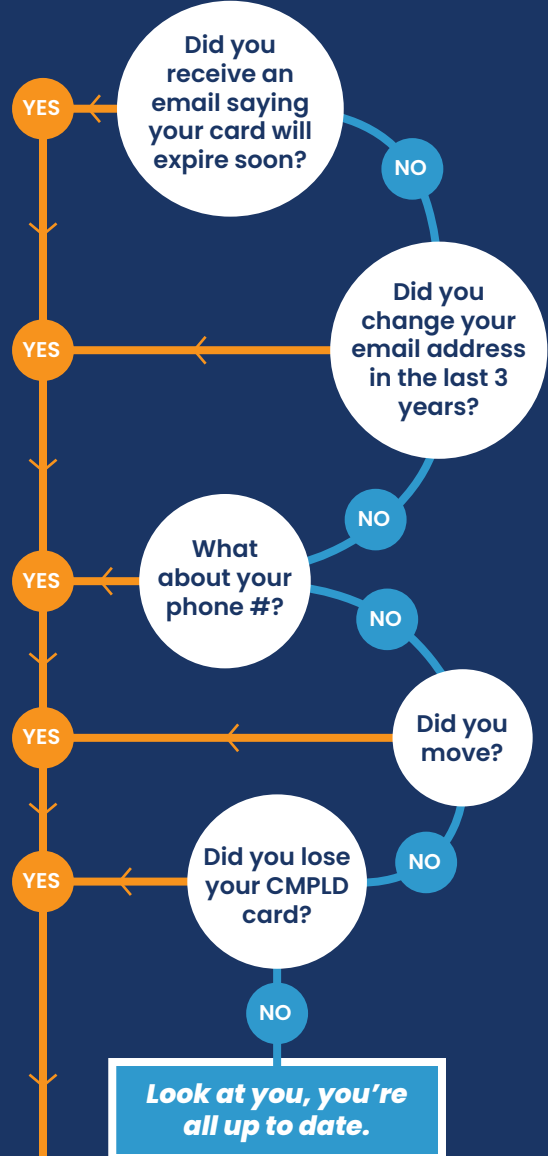 Did you
receive an
email saying
your card will
expire soon?
YES
NO
Did you
change your
email address
in the last 3
years?
YES
NO
What
about your
phone #?
YES
NO
Did you
move?
YES
NO
Did you lose
your CMPLD
card?
YES
NO
Look at you, you're
all up to date.